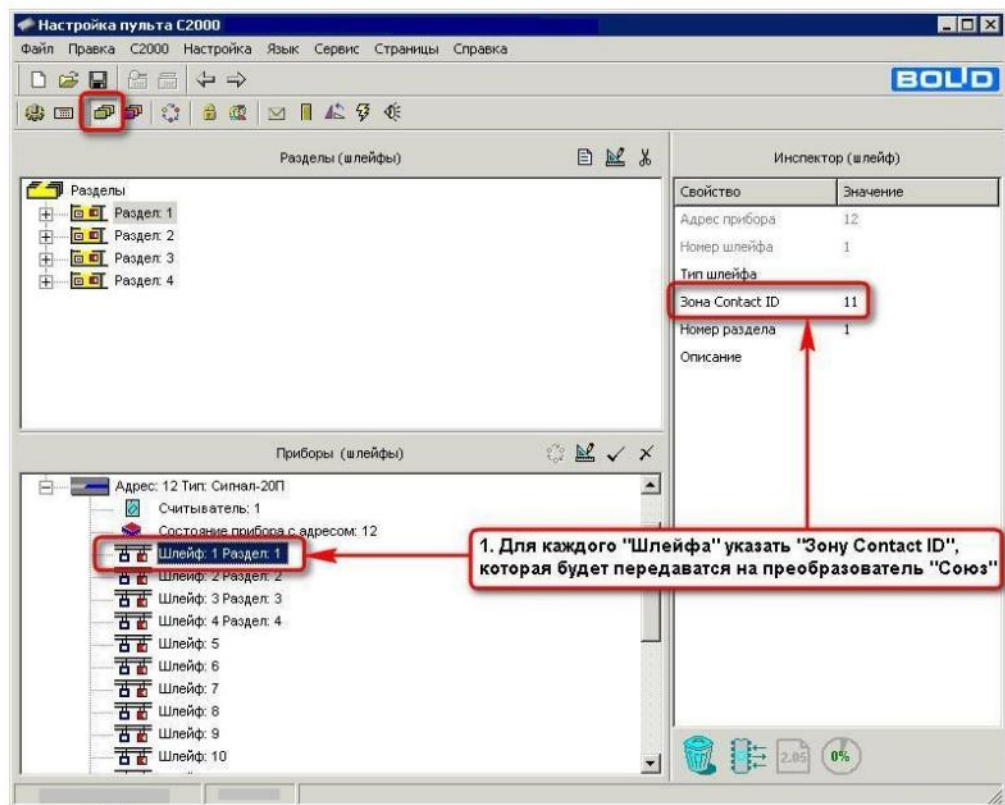 Настройка пульта С2000
Файл Правка С2000 Настройка Язык Сервис Страницы Справка
BOLID
Разделы (шлейфы)
Инспектор (шлейф)
Разделы
Раздел: 1
Раздел: 2
Раздел: 3
Раздел: 4
Свойство Значение
Адрес прибора 12
Номер шлейфа 1
Тип шлейфа
Зона Contact ID 11
Номер раздела 1
Описание
Приборы (шлейфы)
Адрес: 12 Тип: Сигнал-20П
Считыватель: 1
Состояние прибора с адресом: 12
Шлейф: 1 Раздел: 1
Шлейф: 2 Раздел: 2
Шлейф: 3 Раздел: 3
Шлейф: 4 Раздел: 4
Шлейф: 5
Шлейф: 6
Шлейф: 7
Шлейф: 8
Шлейф: 9
Шлейф: 10
1. Для каждого "Шлейфа" указать "Зону Contact ID",
которая будет передаватся на преобразователь "Союз"
2.05
0%